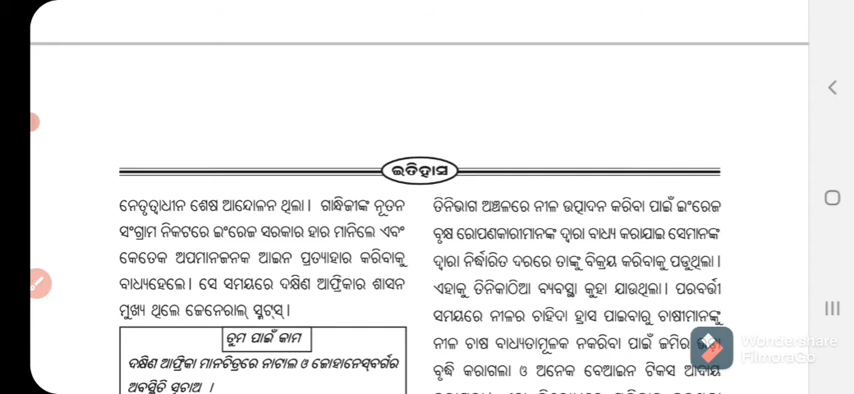 ଇତିହାସ
ନେତୃତ୍ୱାଧୀନ ଶେଷ ଆନ୍ଦୋଳନ ଥିଲା। ଗାନ୍ଧିଜୀଙ୍କ ନୂତନ
ସଂଗ୍ରାମ ନିକଟରେ ଇଂରେଜ ସରକାର ହାର ମାନିଲେ ଏବଂ
କେତେକ ଅପମାନଜନକ ଆଇନ ପ୍ରତ୍ୟାହାର କରିବାକୁ
ବାଧ୍ୟହେଲେ। ସେ ସମୟରେ ଦକ୍ଷିଣ ଆଫ୍ରିକାର ଶାସନ
ମୁଖ୍ୟ ଥିଲେ ଜେନେରାଲ୍ ସ୍ମଟସ୍।
ତୁମ ପାଇଁ କାମ
ଦକ୍ଷିଣ ଆଫ୍ରିକା ମାନଚିତ୍ରରେ ନାଟାଲ ଓ ଜୋହାନେସ୍‌ବର୍ଗର
ଅବସ୍ଥିତି ସୂଚାଅ ।
ତିନିଭାଗ ଅଞ୍ଚଳରେ ନୀଳ ଉତ୍ପାଦନ କରିବା ପାଇଁ ଇଂରେଜ
ବୃକ୍ଷ ରୋପଣକାରୀମାନଙ୍କ ଦ୍ୱାରା ବାଧ୍ୟ କରାଯାଇ ସେମାନଙ୍କ
ଦ୍ୱାରା ନିର୍ଦ୍ଧାରିତ ଦରରେ ତାଙ୍କୁ ବିକ୍ରୟ କରିବାକୁ ପଡୁଥିଲା।
ଏହାକୁ ତିନିକାଠିଆ ବ୍ୟବସ୍ଥା କୁହା ଯାଉଥିଲା। ପରବର୍ତ୍ତୀ
ସମୟରେ ନୀଳର ଚାହିଦା ହ୍ରାସ ପାଇବାରୁ ଚାଷୀମାନଙ୍କୁ
ନୀଳ ଚାଷ ବାଧ୍ୟତାମୂଳକ ନକରିବା ପାଇଁ ଜମିର
ବୃଦ୍ଧି କରାଗଲା ଓ ଅନେକ ବେଆଇନ ଟିକସ ଆଦାୟ
Wondershare
FilmoraGo